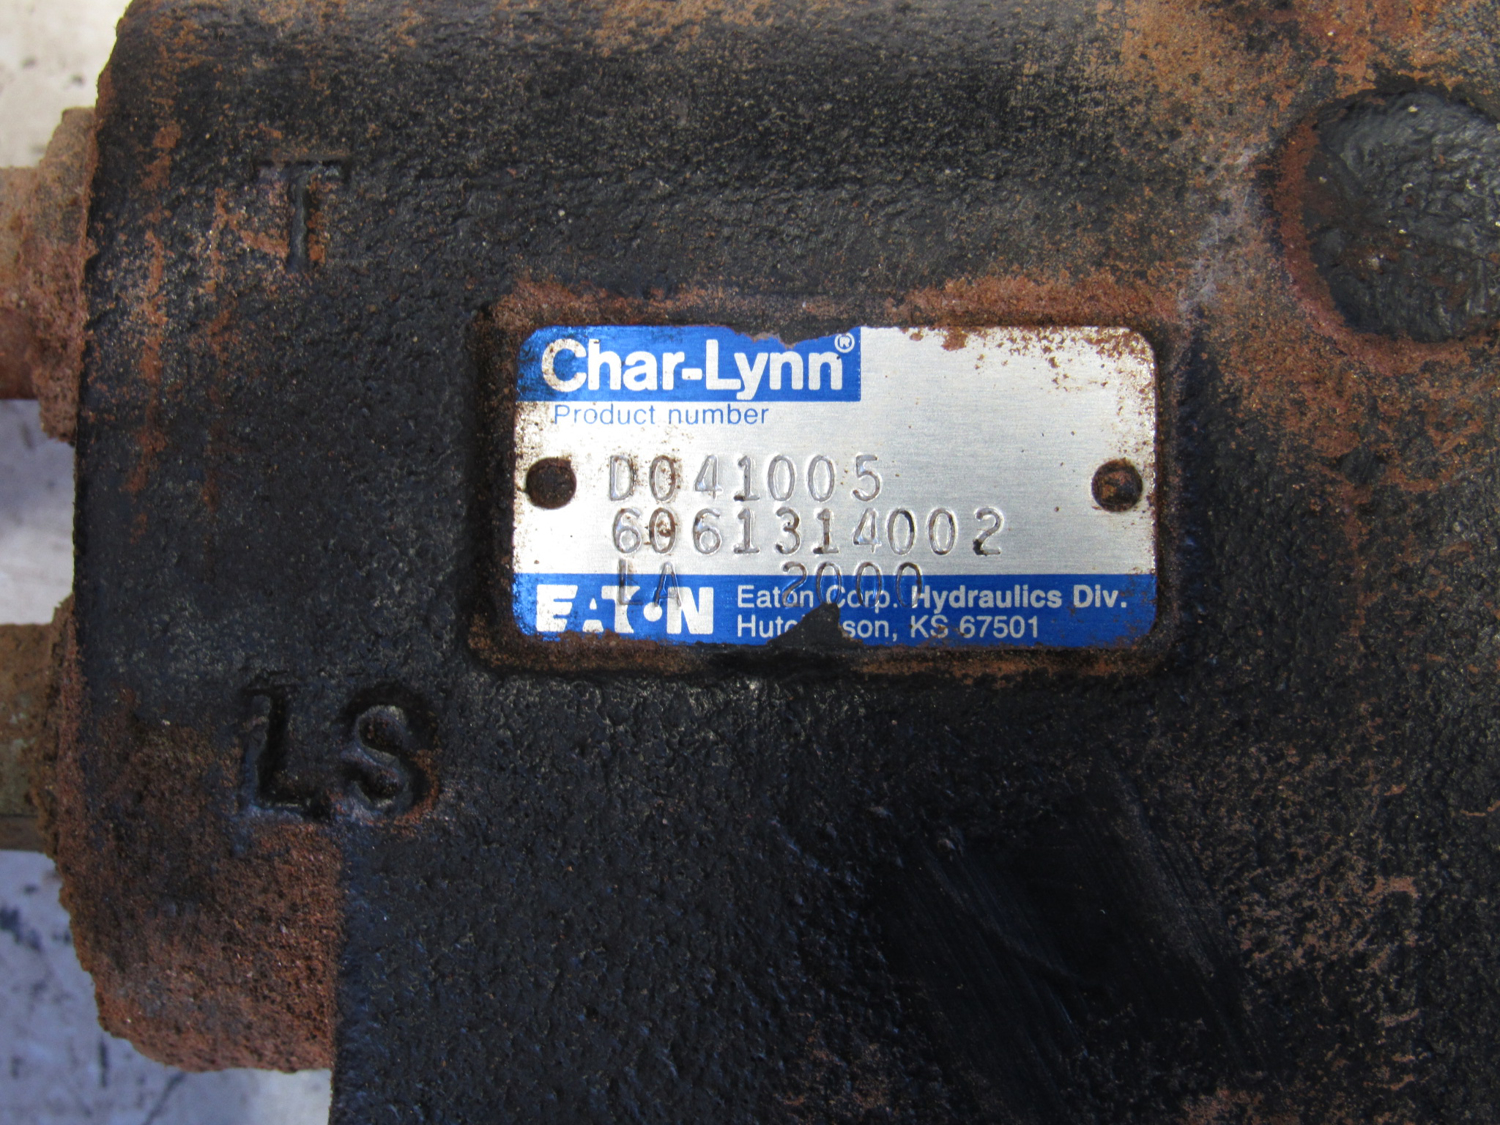 T
Char-Lynn®
Product number
D041005
6061314002
LA 2000
EATON Eaton Corp. Hydraulics Div.
KS 67501
LS